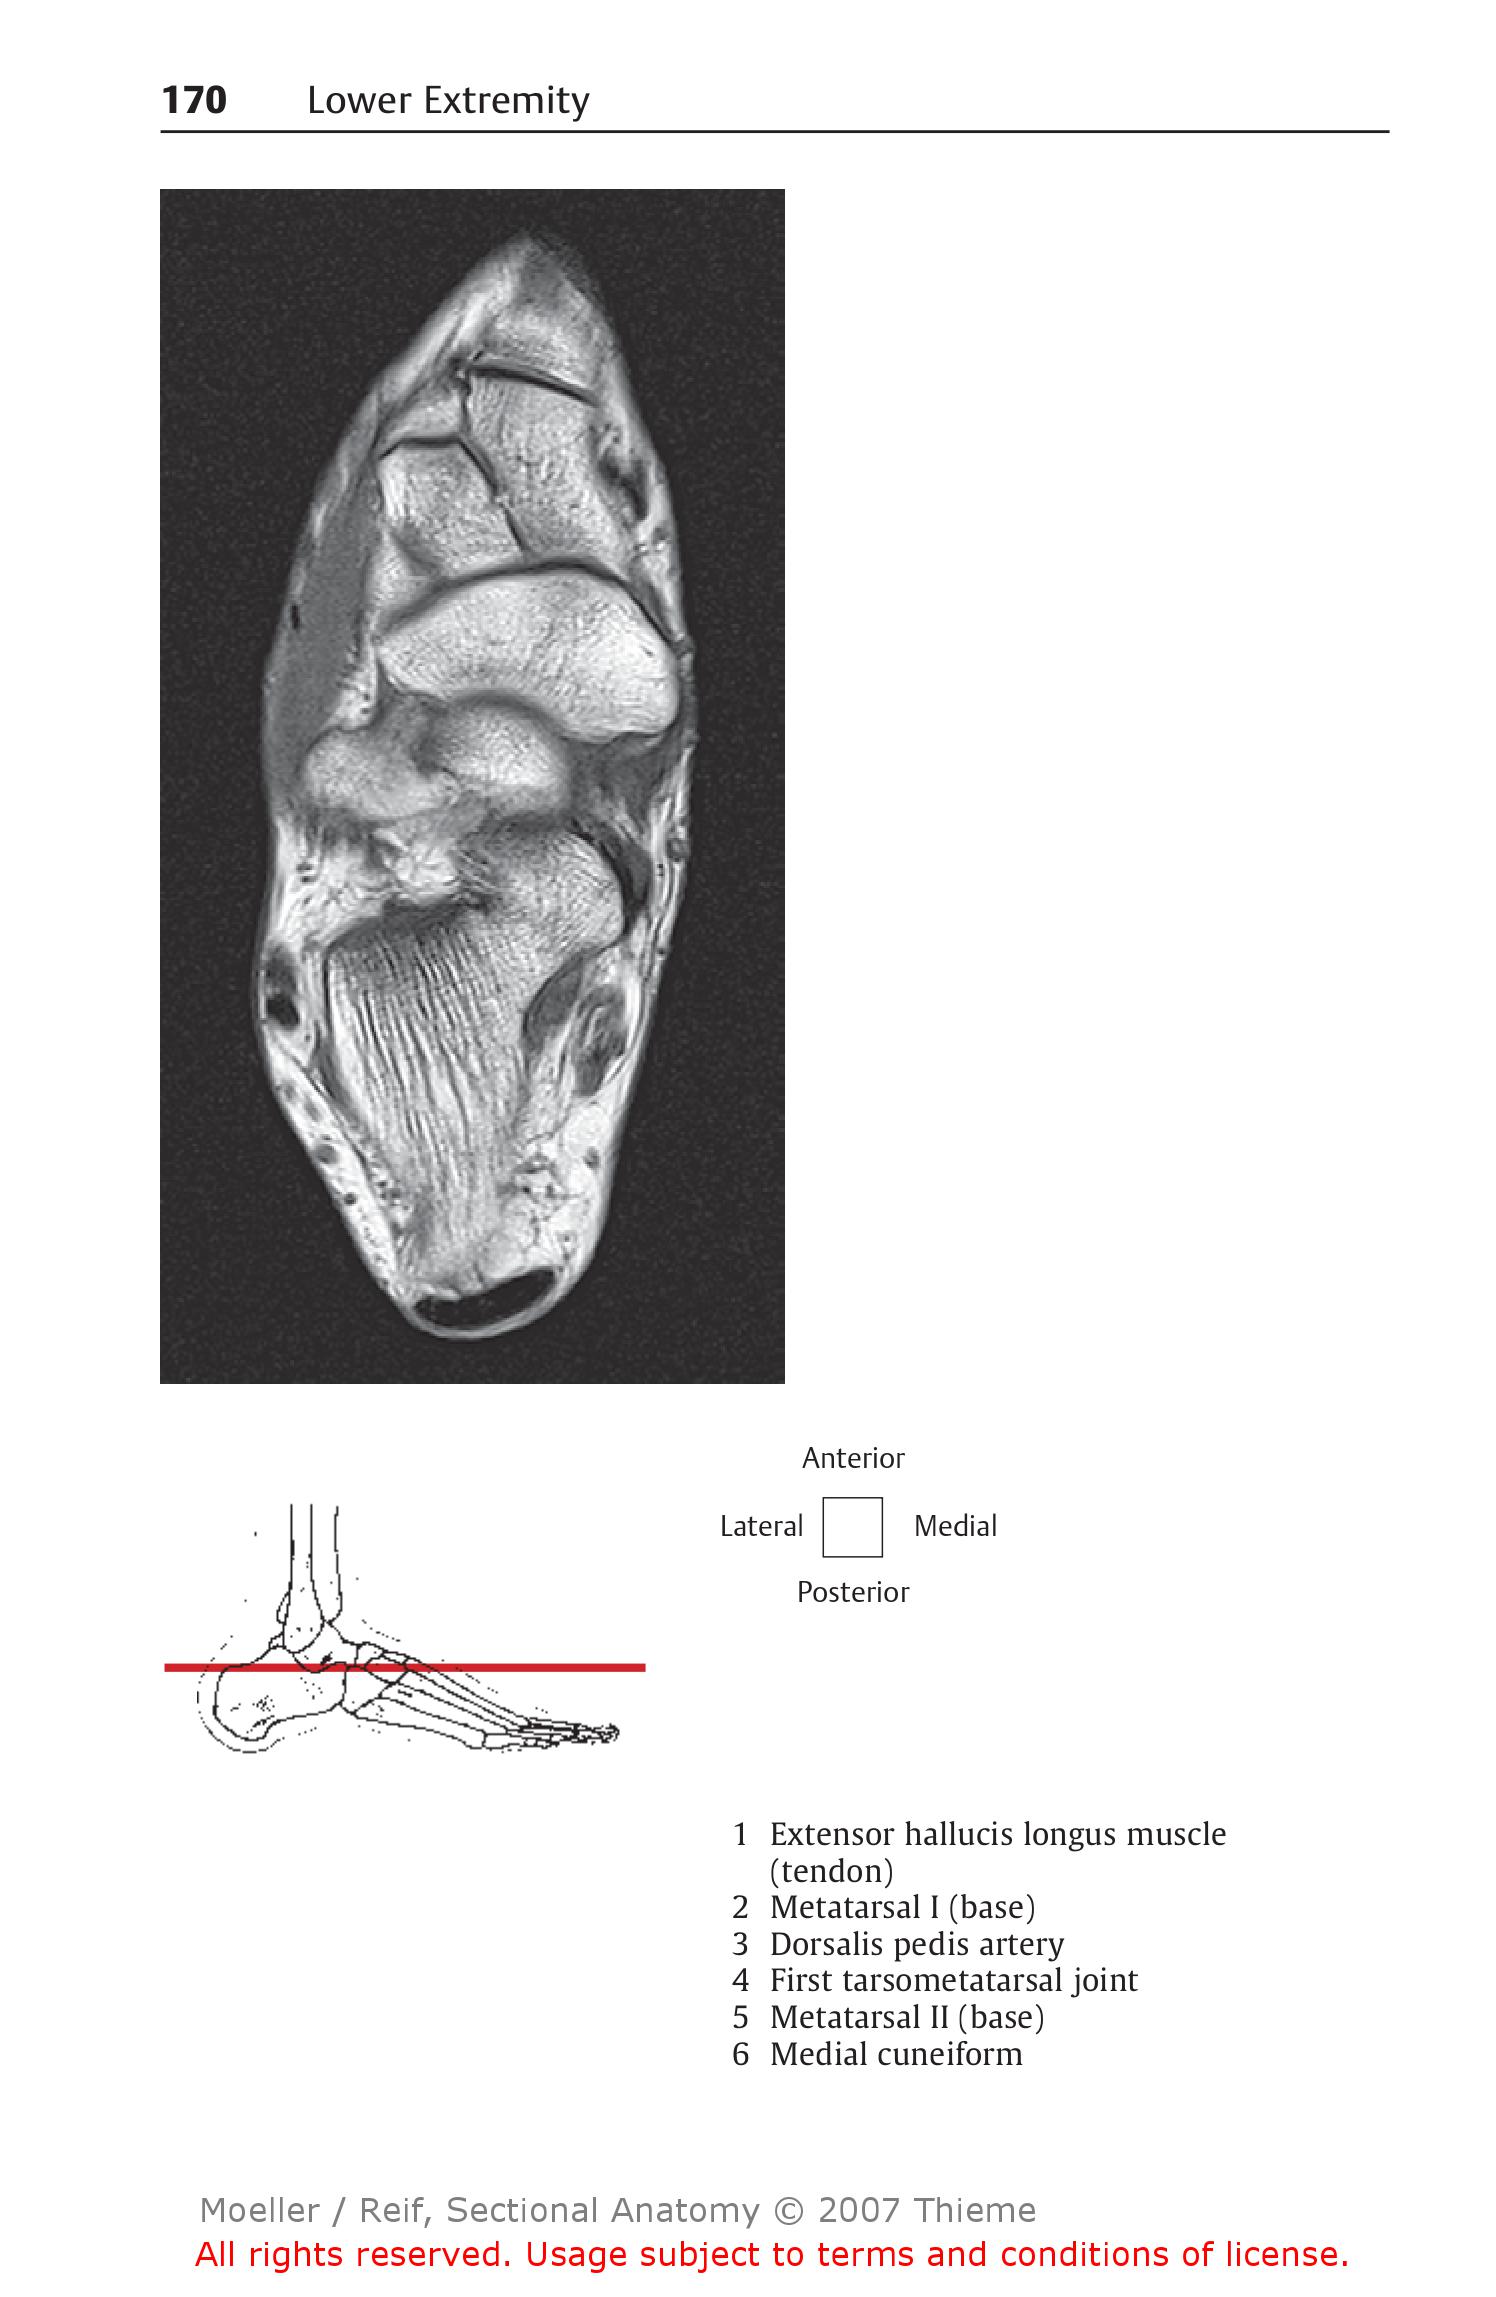 170 Lower Extremity
Anterior
Lateral Medial
Posterior
1 Extensor hallucis longus muscle
(tendon)
2 Metatarsal I (base)
3 Dorsalis pedis artery
4 First tarsometatarsal joint
5 Metatarsal II (base)
6 Medial cuneiform
Moeller / Reif, Sectional Anatomy © 2007 Thieme
All rights reserved. Usage subject to terms and conditions of license.